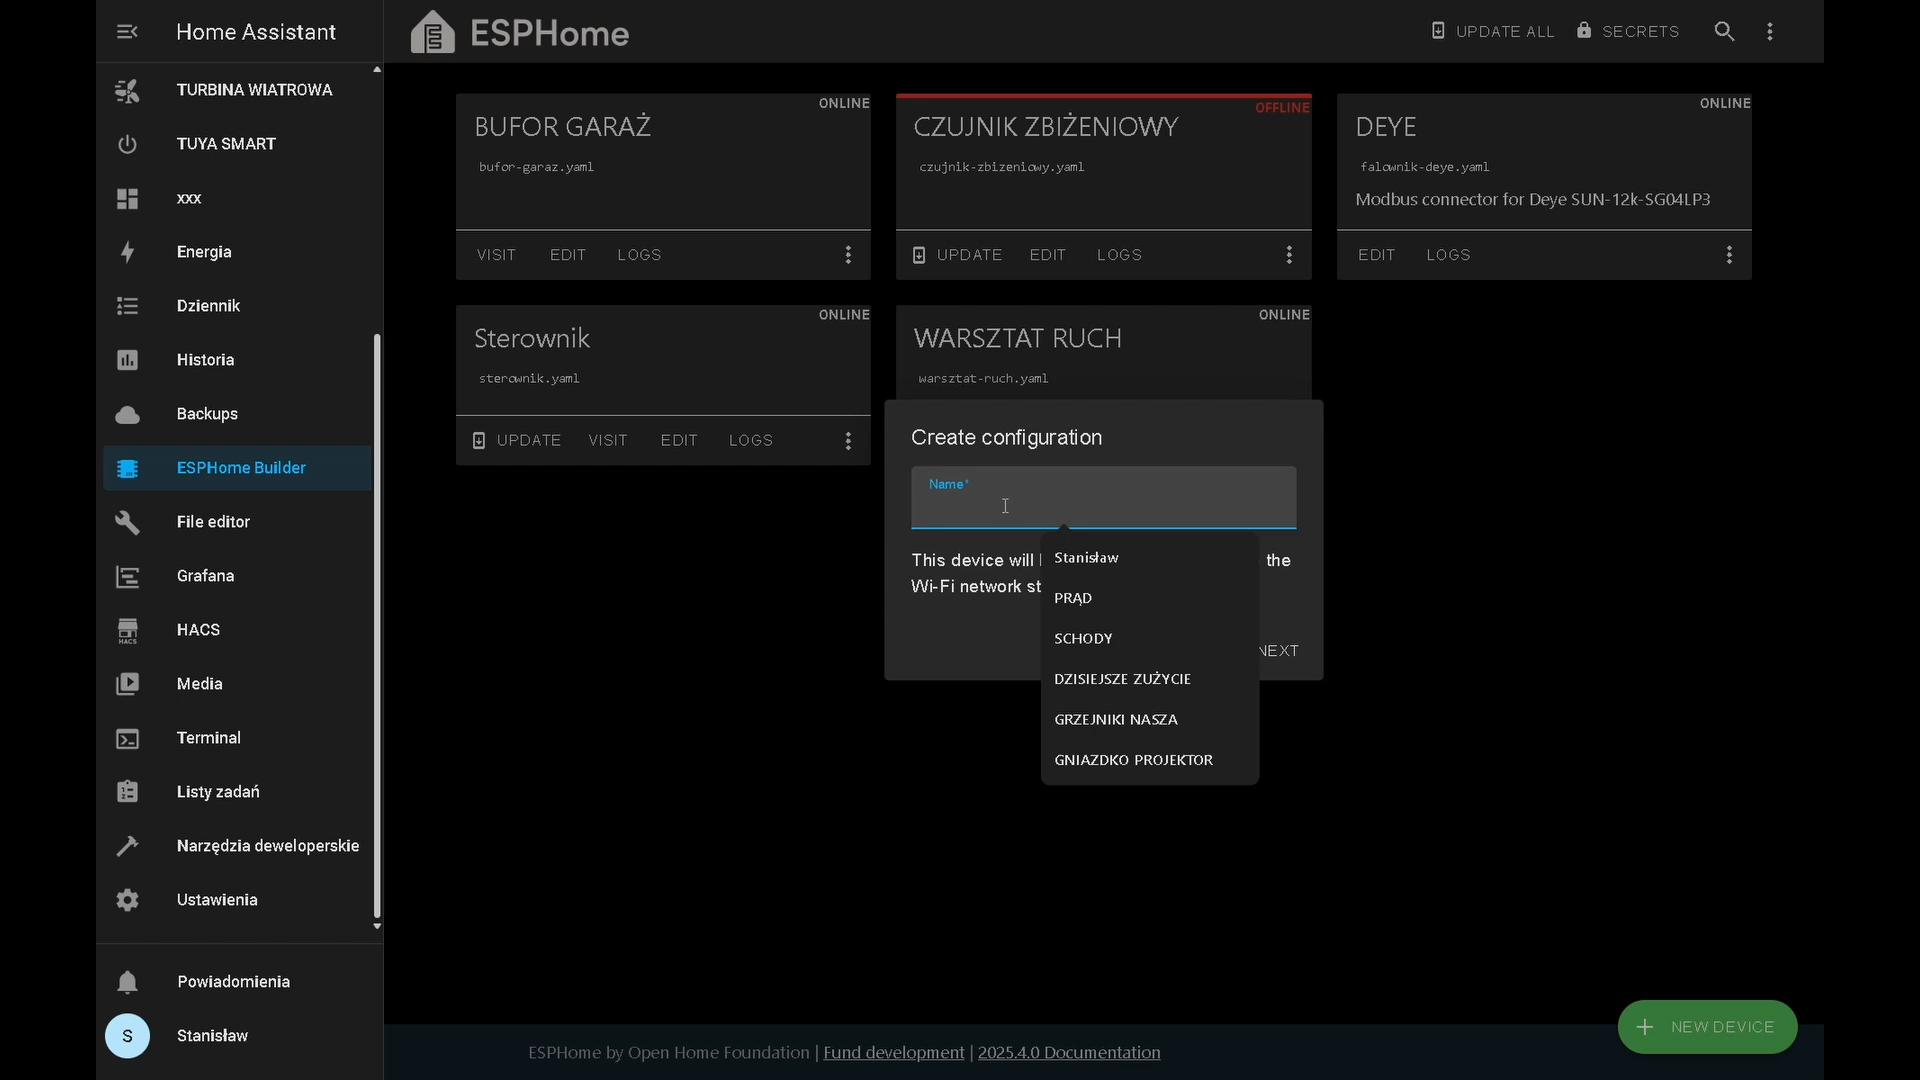 Home Assistant
TURBINA WIATROWA
TUYA SMART
xxx
Energia
Dziennik
Historia
Backups
ESPHome Builder
File editor
Grafana
HACS
HACS
Media
Terminal
Listy zadań
Narzędzia deweloperskie
Ustawienia
Powiadomienia
S Stanisław
ESPHome
UPDATE ALL SECRETS
ONLINE
BUFOR GARAŻ
bufor-garaz.yaml
VISIT EDIT LOGS
OFFLINE
CZUJNIK ZBIŻENIOWY
czujnik-zbizeniowy.yaml
UPDATE EDIT LOGS
ONLINE
DEYE
falownik-deye.yaml
Modbus connector for Deye SUN-12k-SG04LP3
EDIT LOGS
ONLINE
Sterownik
sterownik.yaml
UPDATE VISIT EDIT LOGS
ONLINE
WARSZTAT RUCH
warsztat-ruch.yaml
Create configuration
Name*
This device will the
Wi-Fi network
NEXT
Stanisław
PRĄD
SCHODY
DZISIEJSZE ZUŻYCIE
GRZEJNIKI NASZA
GNIAZDKO PROJEKTOR
NEW DEVICE
ESPHome by Open Home Foundation | Fund development | 2025.4.0 Documentation